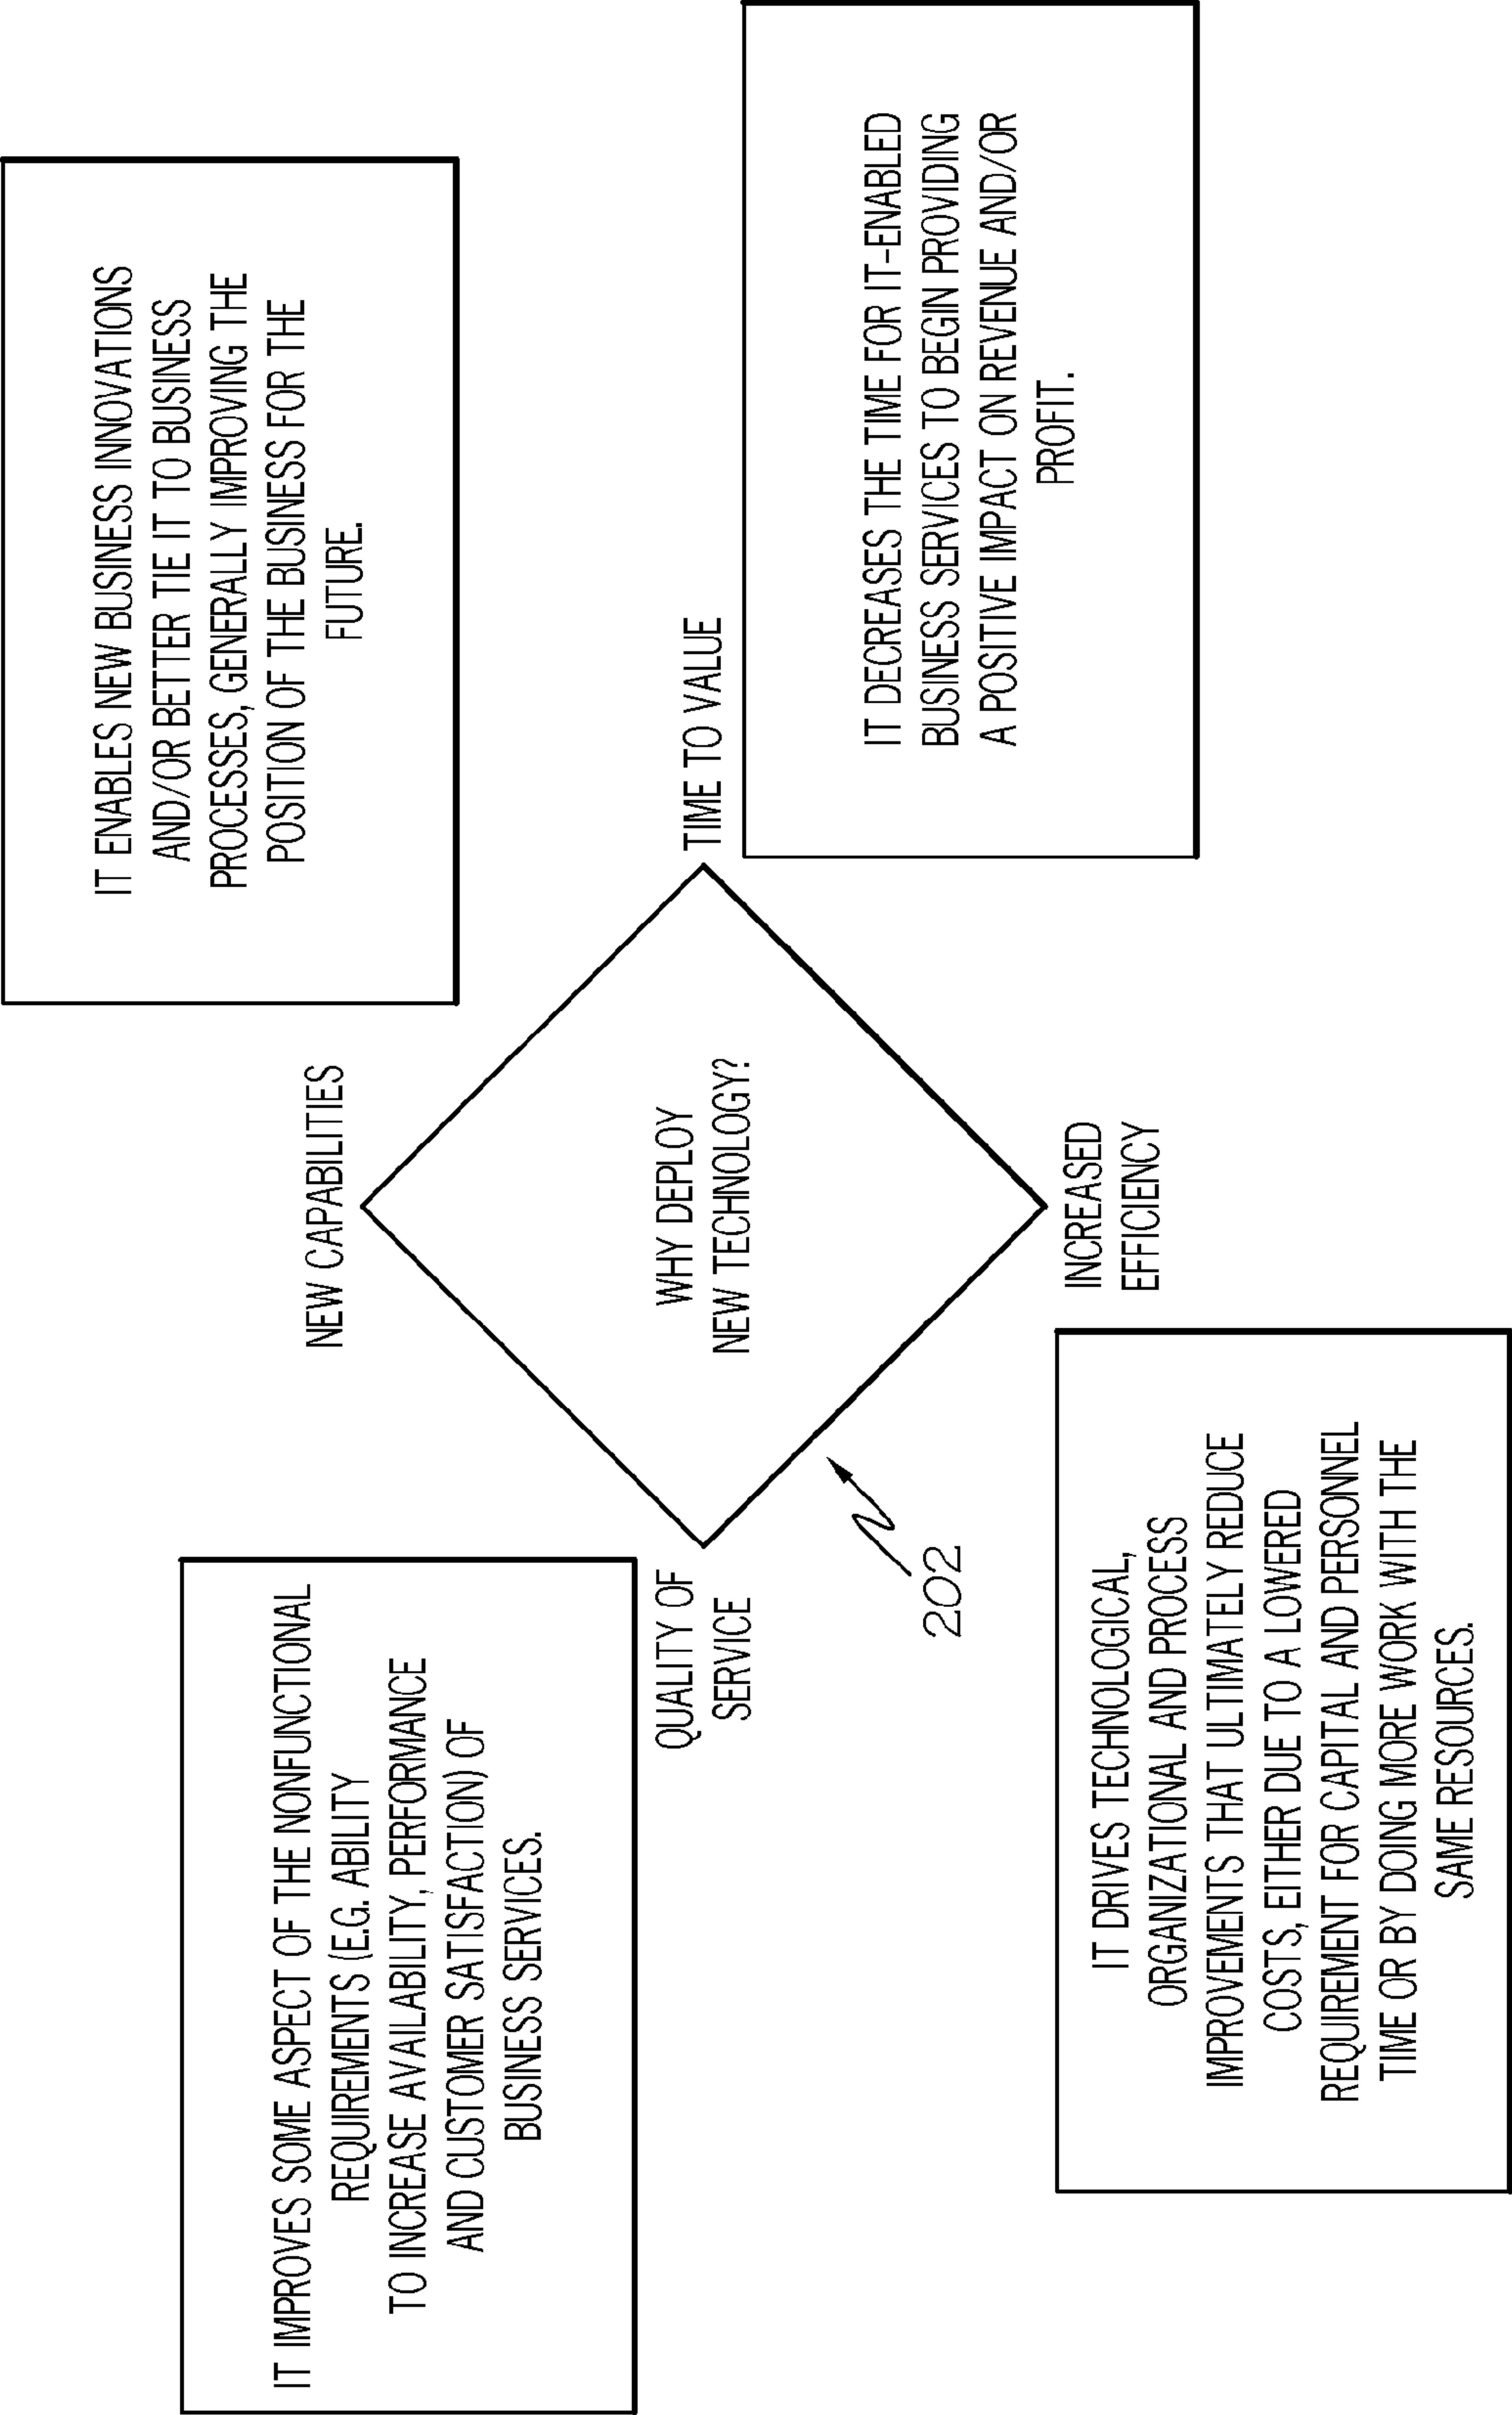 NEW CAPABILITIES
IT ENABLES NEW BUSINESS INNOVATIONS
AND/OR BETTER TIE IT TO BUSINESS
PROCESSES, GENERALLY IMPROVING THE
POSITION OF THE BUSINESS FOR THE
FUTURE.
IT IMPROVES SOME ASPECT OF THE NONFUNCTIONAL
REQUIREMENTS (E.G. ABILITY
TO INCREASE AVAILABILITY, PERFORMANCE
AND CUSTOMER SATISFACTION) OF
BUSINESS SERVICES.
QUALITY OF
SERVICE
WHY DEPLOY
NEW TECHNOLOGY?
TIME TO VALUE
IT DECREASES THE TIME FOR IT-ENABLED
BUSINESS SERVICES TO BEGIN PROVIDING
A POSITIVE IMPACT ON REVENUE AND/OR
PROFIT.
202
INCREASED
EFFICIENCY
IT DRIVES TECHNOLOGICAL,
ORGANIZATIONAL AND PROCESS
IMPROVEMENTS THAT ULTIMATELY REDUCE
COSTS, EITHER DUE TO A LOWERED
REQUIREMENT FOR CAPITAL AND PERSONNEL
TIME OR BY DOING MORE WORK WITH THE
SAME RESOURCES.